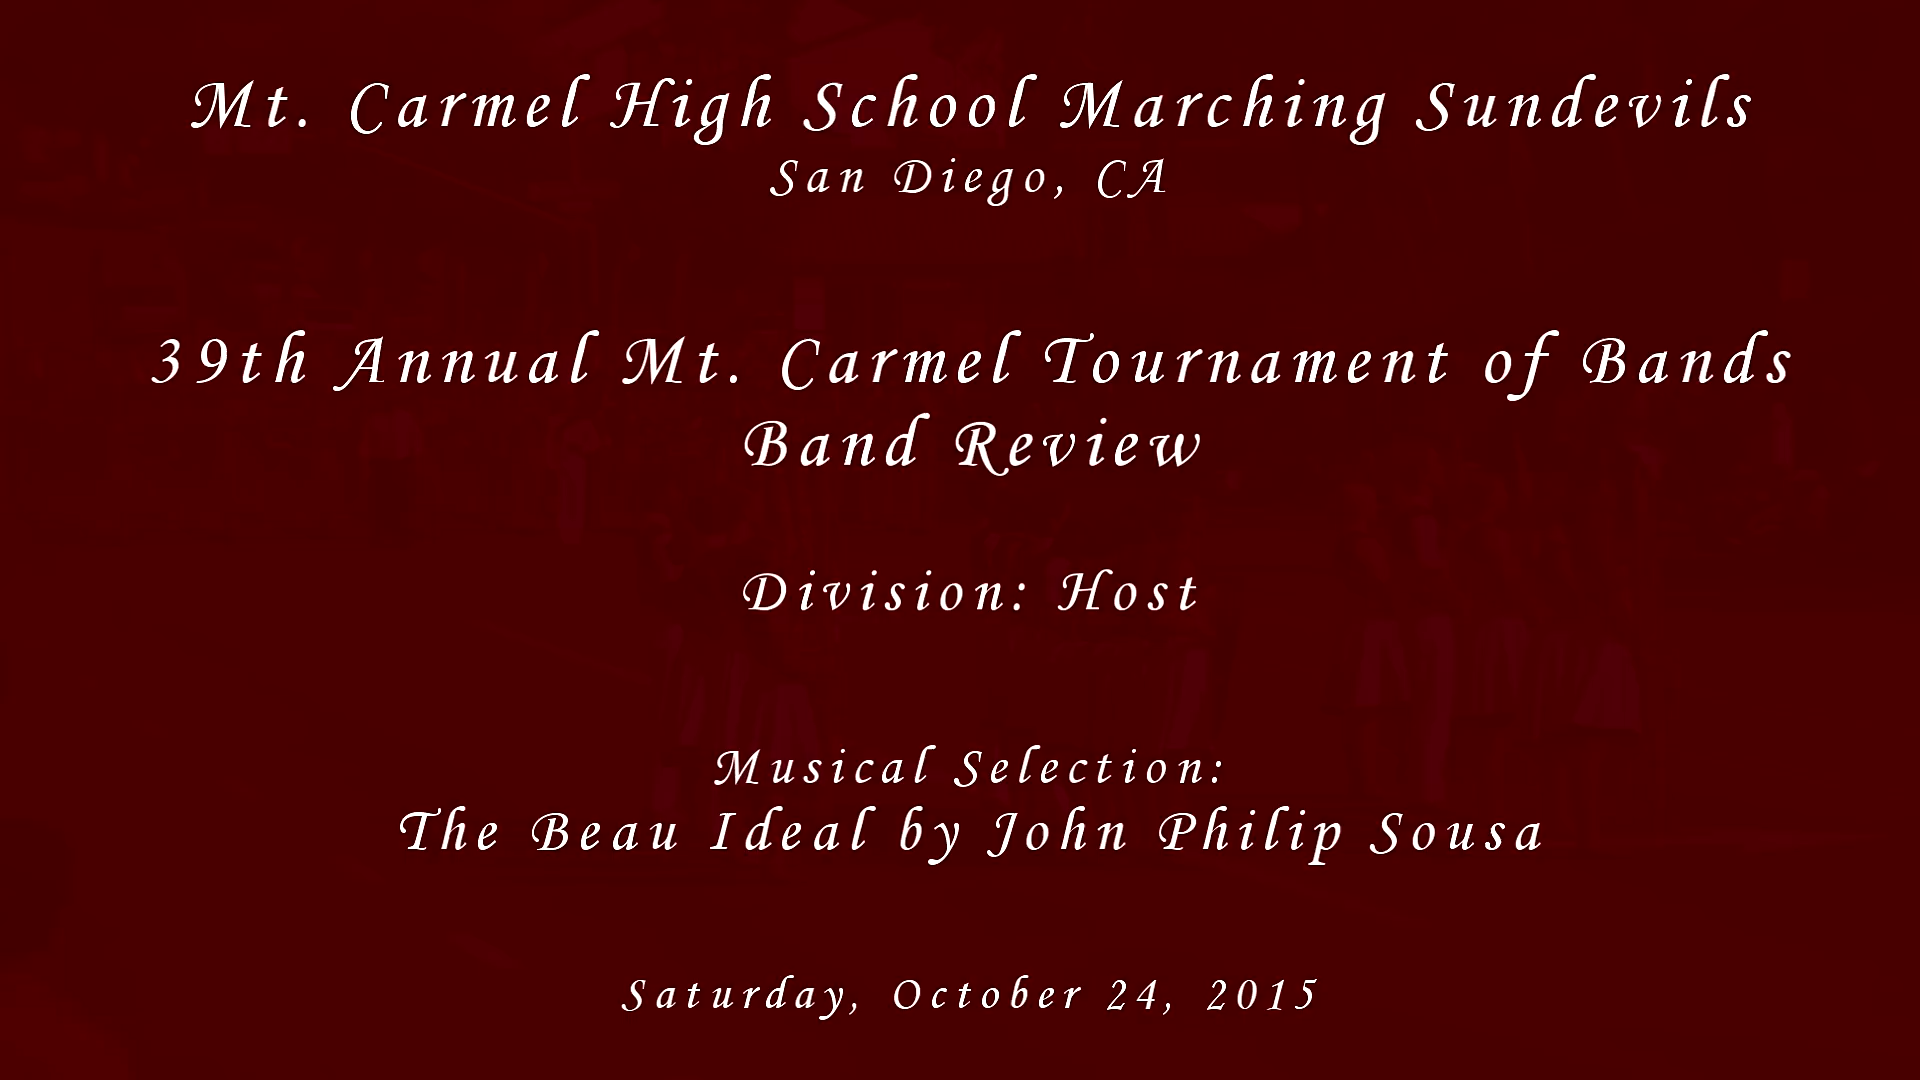 Mt. Carmel High School Marching Sundevils
San Diego, CA
39th Annual Mt. Carmel Tournament of Bands
Band Review
Division: Host
Musical Selection:
The Beau Ideal by John Philip Sousa
Saturday, October 24, 2015